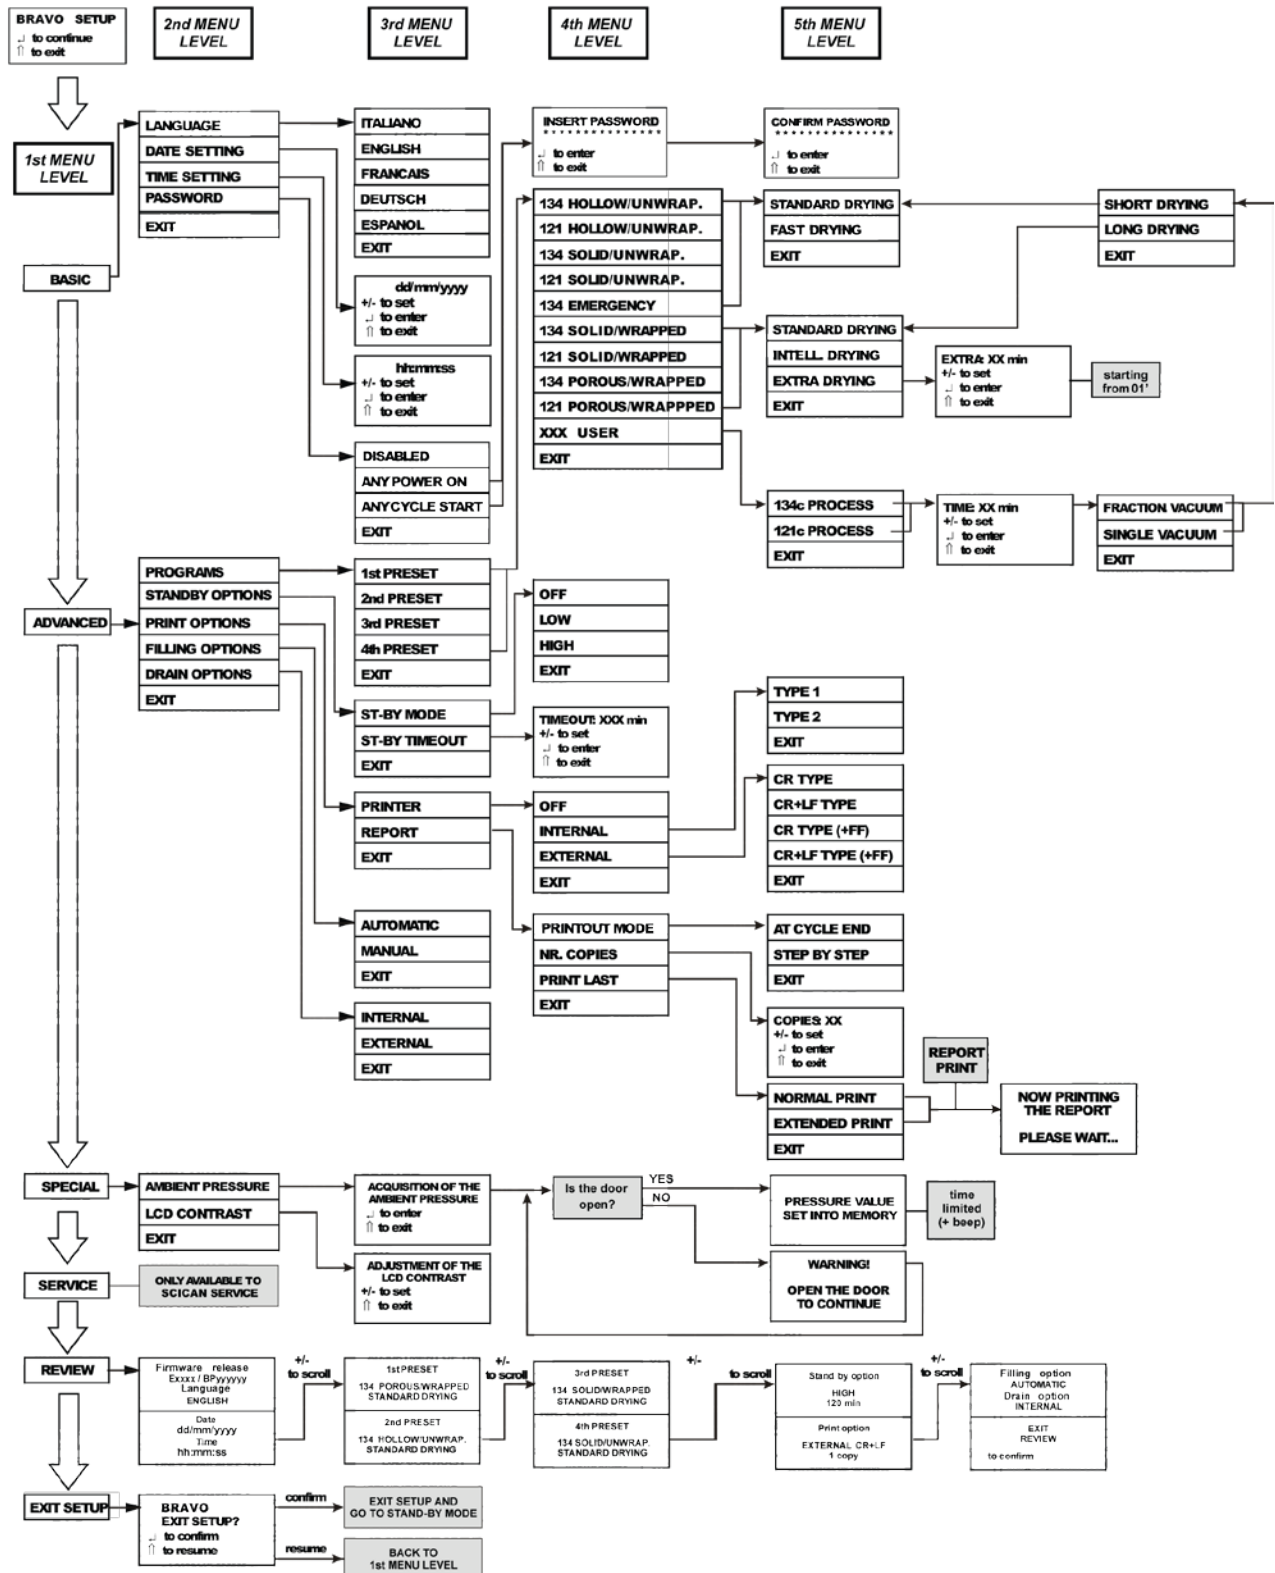 BRAVO SETUP
↵ to continue
⇑ to exit
2nd MENU
LEVEL
3rd MENU
LEVEL
4th MENU
LEVEL
5th MENU
LEVEL
1st MENU
LEVEL
BASIC
LANGUAGE
DATE SETTING
TIME SETTING
PASSWORD
EXIT
ITALIANO
ENGLISH
FRANCAIS
DEUTSCH
ESPANOL
EXIT
dd/mm/yyyy
+/- to set
↵ to enter
⇑ to exit
hh:mm:ss
+/- to set
↵ to enter
⇑ to exit
DISABLED
ANY POWER ON
ANY CYCLE START
EXIT
INSERT PASSWORD
***************
↵ to enter
⇑ to exit
CONFIRM PASSWORD
***************
↵ to enter
⇑ to exit
134 HOLLOW/UNWRAP.
121 HOLLOW/UNWRAP.
134 SOLID/UNWRAP.
121 SOLID/UNWRAP.
134 EMERGENCY
134 SOLID/WRAPPED
121 SOLID/WRAPPED
134 POROUS/WRAPPED
121 POROUS/WRAPPPED
XXX USER
EXIT
STANDARD DRYING
FAST DRYING
EXIT
SHORT DRYING
LONG DRYING
EXIT
STANDARD DRYING
INTELL. DRYING
EXTRA DRYING
EXIT
EXTRA: XX min
+/- to set
↵ to enter
⇑ to exit
starting
from 01'
134c PROCESS
121c PROCESS
EXIT
TIME: XX min
+/- to set
↵ to enter
⇑ to exit
FRACTION. VACUUM
SINGLE VACUUM
EXIT
ADVANCED
PROGRAMS
STANDBY OPTIONS
PRINT OPTIONS
FILLING OPTIONS
DRAIN OPTIONS
EXIT
1st PRESET
2nd PRESET
3rd PRESET
4th PRESET
EXIT
ST-BY MODE
ST-BY TIMEOUT
EXIT
OFF
LOW
HIGH
EXIT
TIMEOUT: XXX min
+/- to set
↵ to enter
⇑ to exit
PRINTER
REPORT
EXIT
OFF
INTERNAL
EXTERNAL
EXIT
TYPE 1
TYPE 2
EXIT
CR TYPE
CR+LF TYPE
CR TYPE (+FF)
CR+LF TYPE (+FF)
EXIT
AUTOMATIC
MANUAL
EXIT
INTERNAL
EXTERNAL
EXIT
PRINTOUT MODE
NR. COPIES
PRINT LAST
EXIT
AT CYCLE END
STEP BY STEP
EXIT
COPIES: XX
+/- to set
↵ to enter
⇑ to exit
NORMAL PRINT
EXTENDED PRINT
EXIT
REPORT
PRINT
NOW PRINTING
THE REPORT
PLEASE WAIT...
SPECIAL
AMBIENT PRESSURE
LCD CONTRAST
EXIT
ACQUISITION OF THE
AMBIENT PRESSURE
↵ to enter
⇑ to exit
Is the door
open?
YES
NO
PRESSURE VALUE
SET INTO MEMORY
time
limited
(+ beep)
WARNING!
OPEN THE DOOR
TO CONTINUE
ADJUSTMENT OF THE
LCD CONTRAST
+/- to set
⇑ to exit
SERVICE
ONLY AVAILABLE TO
SCICAN SERVICE
REVIEW
Firmware release
Exxxx / BPyyyyyy
Language
ENGLISH
Date
dd/mm/yyyy
Time
hh:mm:ss
+/-
to scroll
1st PRESET
134 POROUS/WRAPPED
STANDARD DRYING
2nd PRESET
134 HOLLOW/UNWRAP.
STANDARD DRYING
+/-
to scroll
3rd PRESET
134 SOLID/WRAPPED
STANDARD DRYING
4th PRESET
134 SOLID/UNWRAP.
STANDARD DRYING
+/-
to scroll
Stand by option
HIGH
120 min
Print option
EXTERNAL CR+LF
1 copy
+/-
to scroll
Filling option
AUTOMATIC
Drain option
INTERNAL
EXIT
REVIEW
to confirm
EXIT SETUP
BRAVO
EXIT SETUP?
↵ to confirm
⇑ to resume
confirm
EXIT SETUP AND
GO TO STAND-BY MODE
resume
BACK TO
1st MENU LEVEL